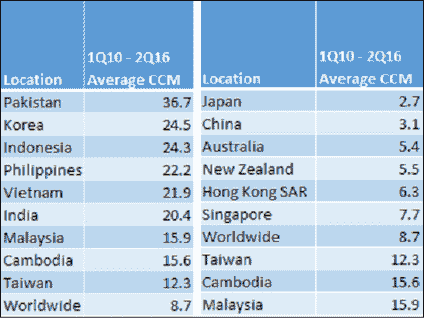 Location 1Q10 - 2Q16 Average CCM
Pakistan 36.7
Korea 24.5
Indonesia 24.3
Philippines 22.2
Vietnam 21.9
India 20.4
Malaysia 15.9
Cambodia 15.6
Taiwan 12.3
Worldwide 8.7
Location 1Q10 - 2Q16 Average CCM
Japan 2.7
China 3.1
Australia 5.4
New Zealand 5.5
Hong Kong SAR 6.3
Singapore 7.7
Worldwide 8.7
Taiwan 12.3
Cambodia 15.6
Malaysia 15.9